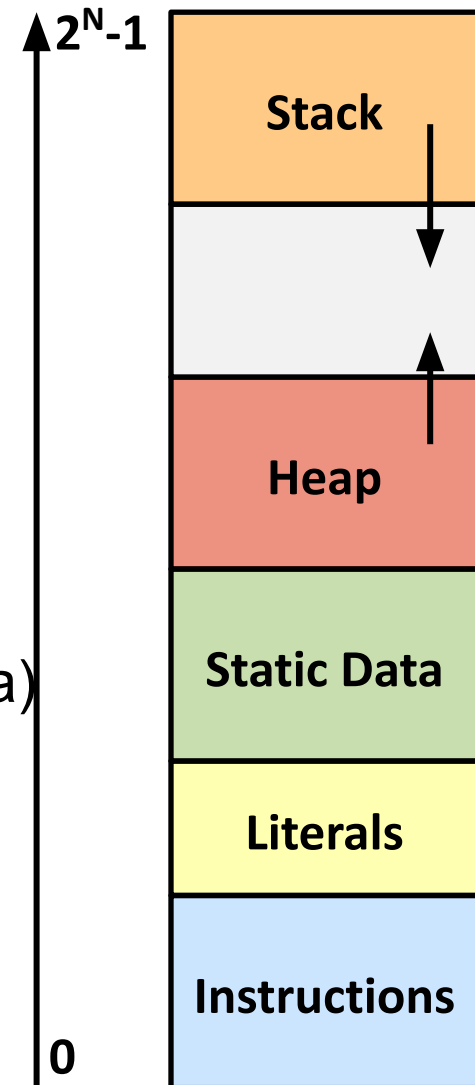 2ᴺ-1
Stack
Heap
a)
Static Data
Literals
Instructions
0